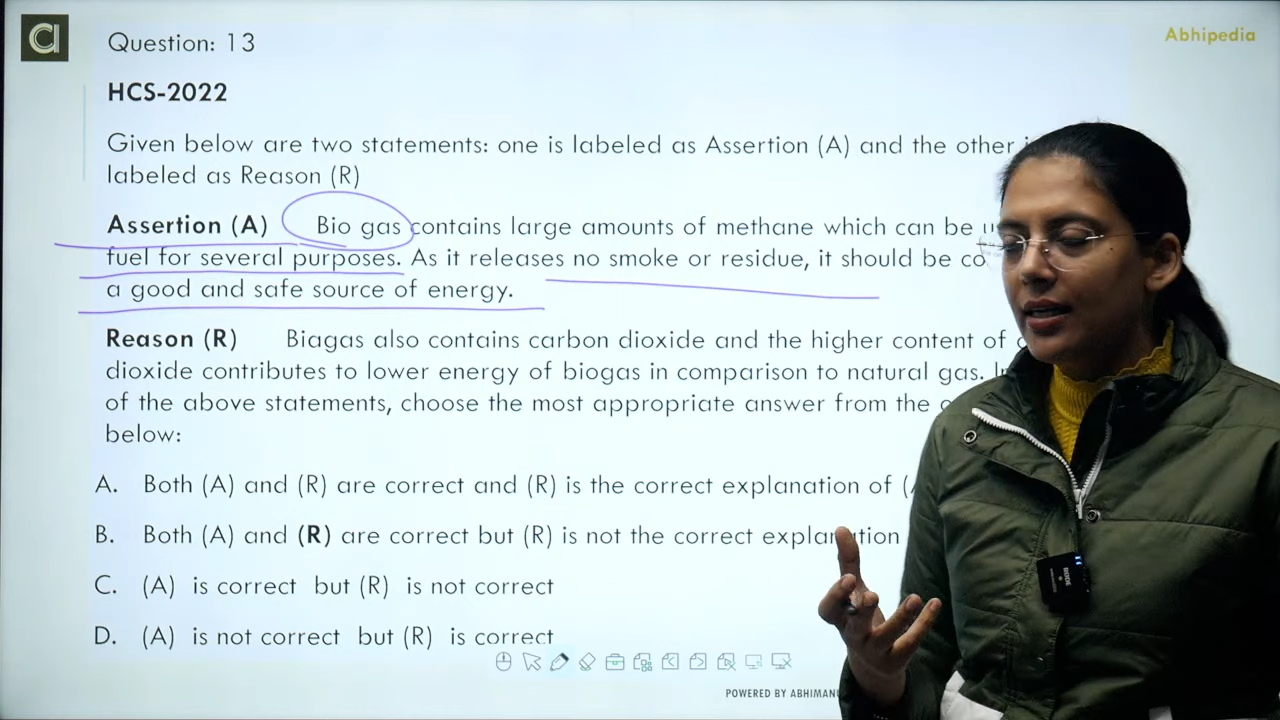 Question: 13
Abhipedia
HCS-2022
Given below are two statements: one is labeled as Assertion (A) and the other
labeled as Reason (R)
Assertion (A) Bio gas contains large amounts of methane which can be
fuel for several purposes. As it releases no smoke or residue, it should be
a good and safe source of energy.
Reason (R) Biagas also contains carbon dioxide and the higher content of
dioxide contributes to lower energy of biogas in comparison to natural gas.
of the above statements, choose the most appropriate answer from the
below:
A. Both (A) and (R) are correct and (R) is the correct explanation of
B. Both (A) and (R) are correct but (R) is not the correct explanation
C. (A) is correct but (R) is not correct
D. (A) is not correct but (R) is correct
POWERED BY